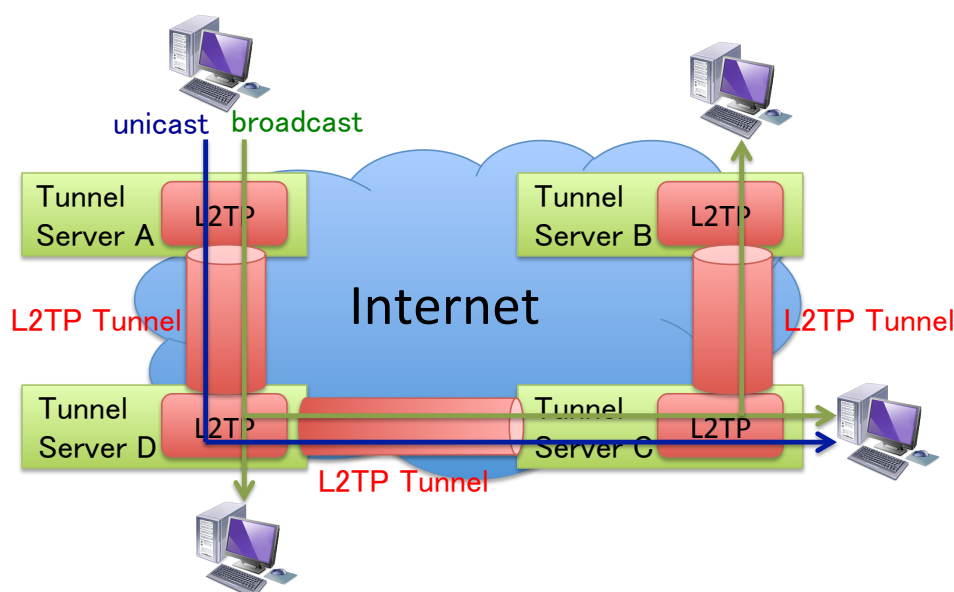 unicast broadcast
Tunnel
Server A
L2TP
Tunnel
Server B
L2TP
Internet
L2TP Tunnel
L2TP Tunnel
Tunnel
Server D
L2TP
Tunnel
Server C
L2TP
L2TP Tunnel